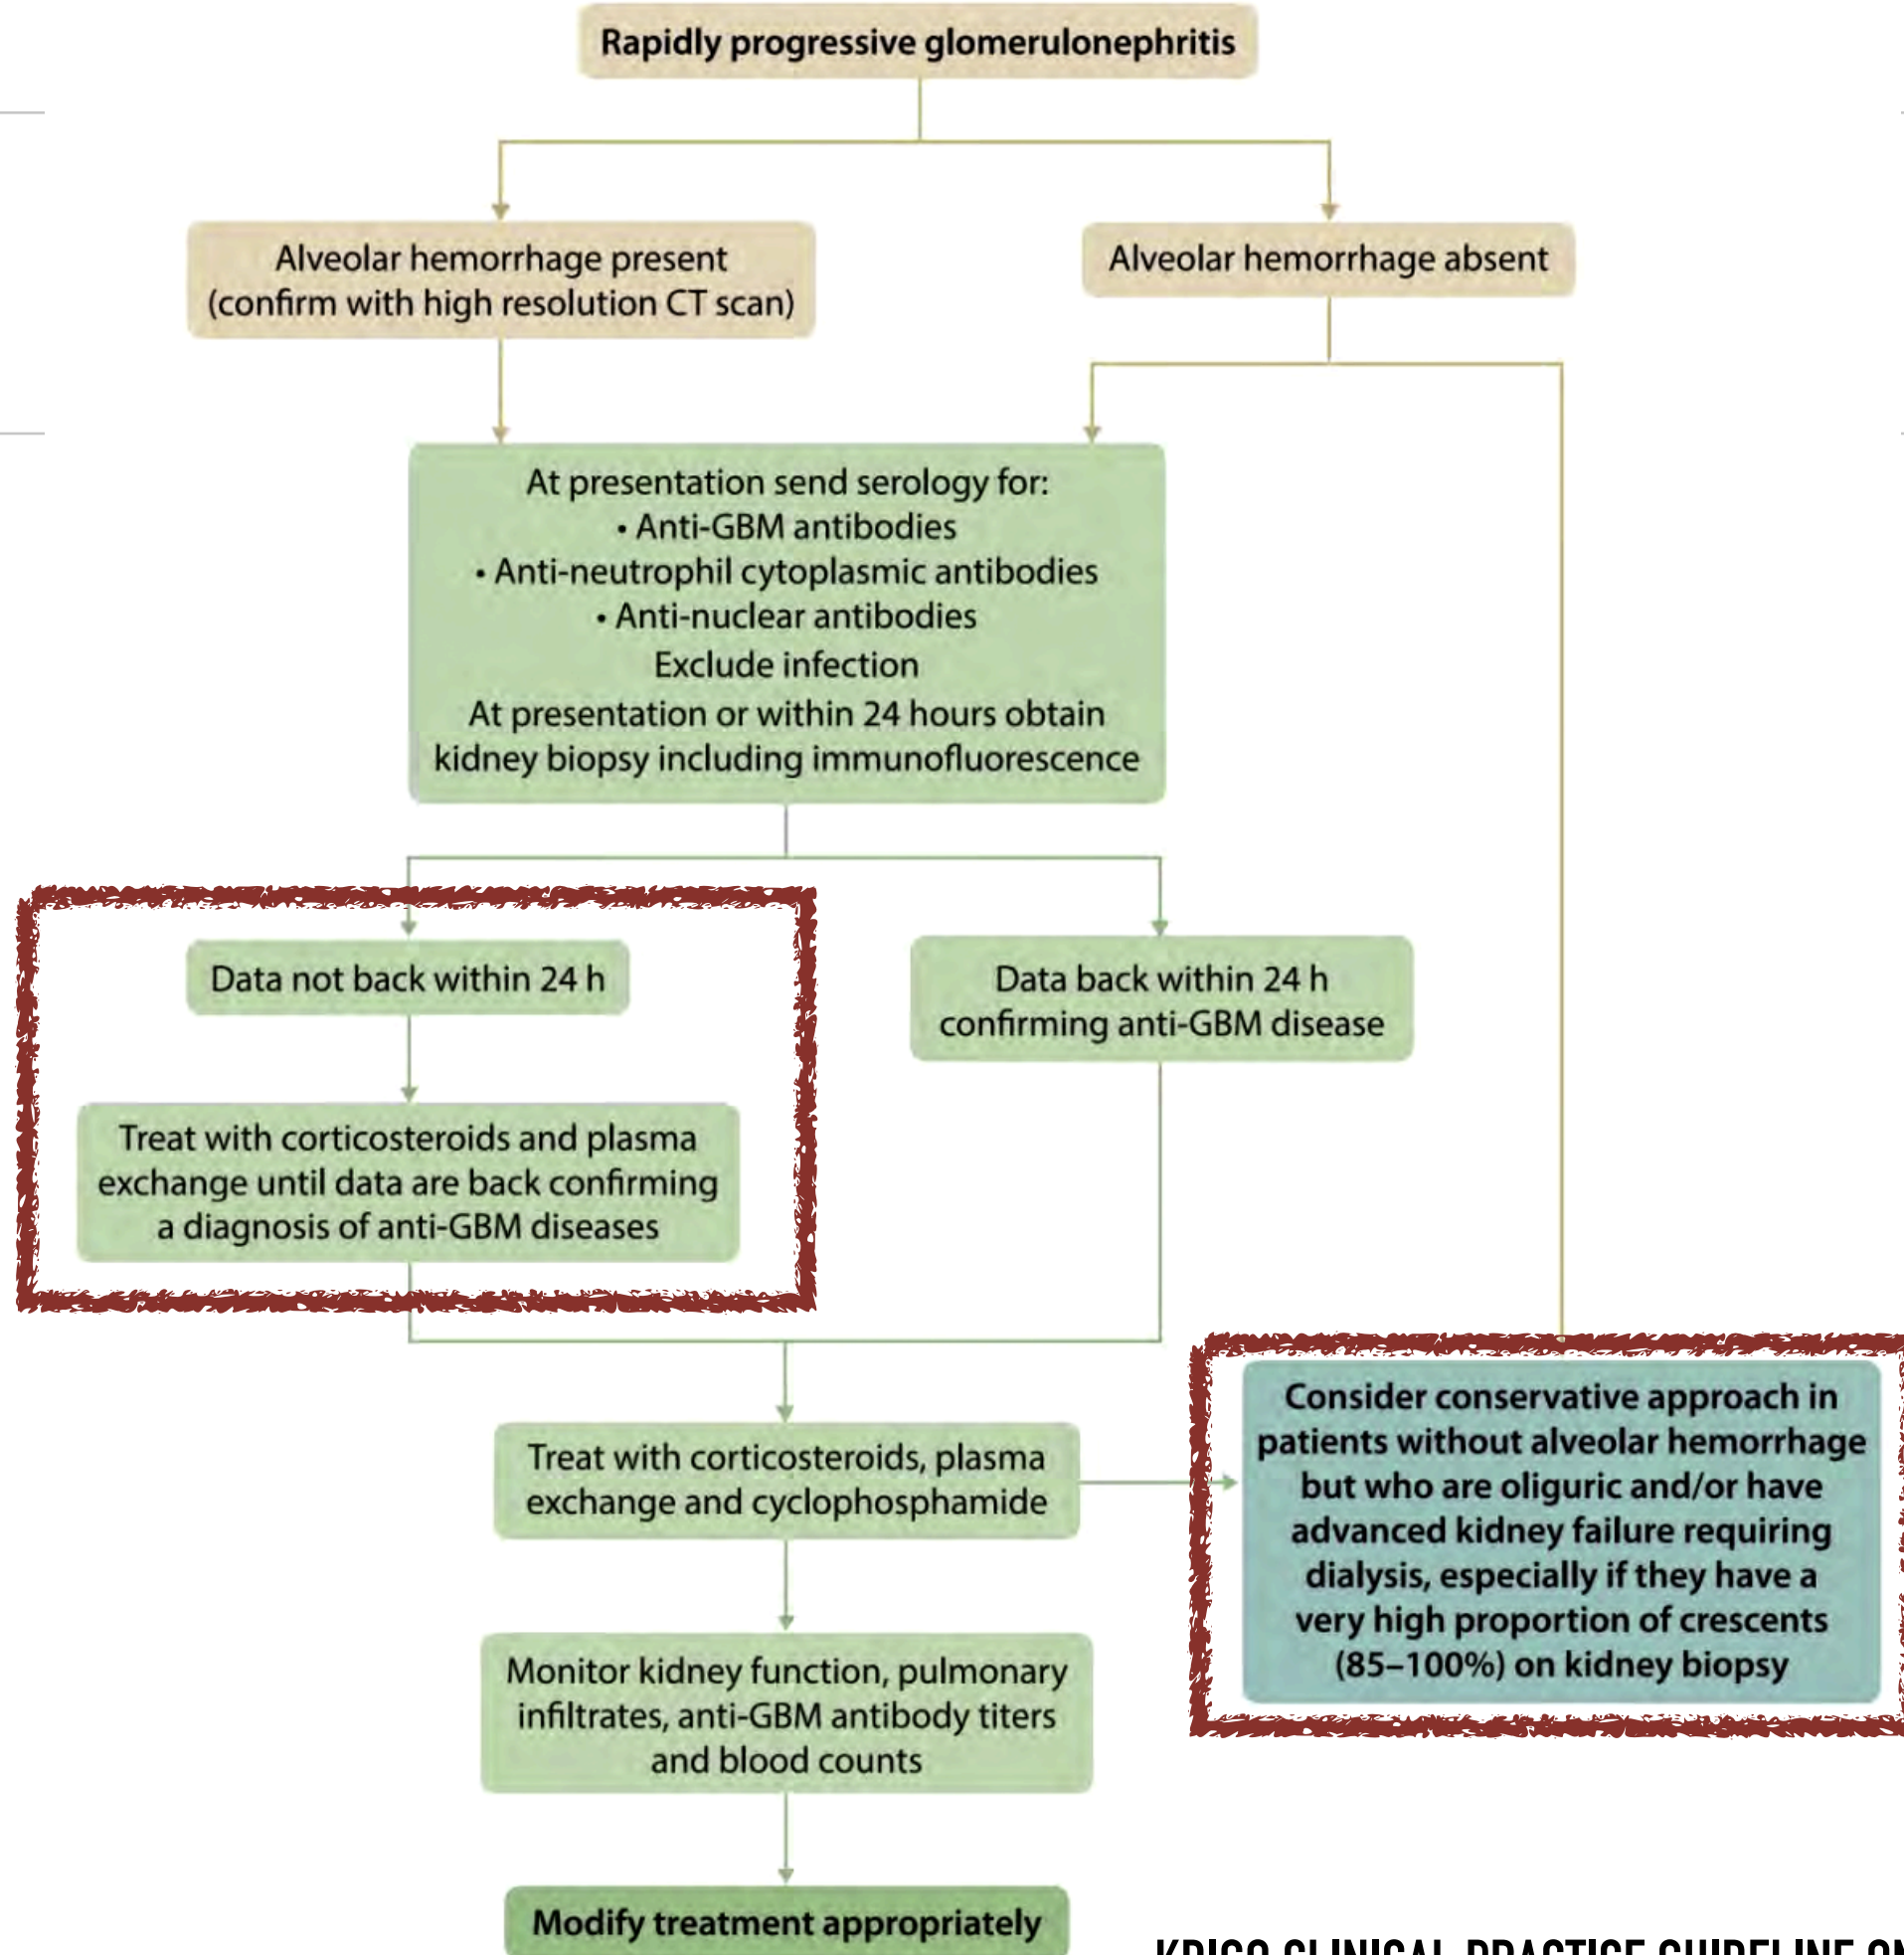 Rapidly progressive glomerulonephritis
Alveolar hemorrhage present
(confirm with high resolution CT scan)
Alveolar hemorrhage absent
At presentation send serology for:
• Anti-GBM antibodies
• Anti-neutrophil cytoplasmic antibodies
• Anti-nuclear antibodies
Exclude infection
At presentation or within 24 hours obtain
kidney biopsy including immunofluorescence
Data not back within 24 h
Data back within 24 h
confirming anti-GBM disease
Treat with corticosteroids and plasma
exchange until data are back confirming
a diagnosis of anti-GBM diseases
Treat with corticosteroids, plasma
exchange and cyclophosphamide
Consider conservative approach in
patients without alveolar hemorrhage
but who are oliguric and/or have
advanced kidney failure requiring
dialysis, especially if they have a
very high proportion of crescents
(85–100%) on kidney biopsy
Monitor kidney function, pulmonary
infiltrates, anti-GBM antibody titers
and blood counts
Modify treatment appropriately
KDIGO CLINICAL PRACTICE GUIDELINE ON